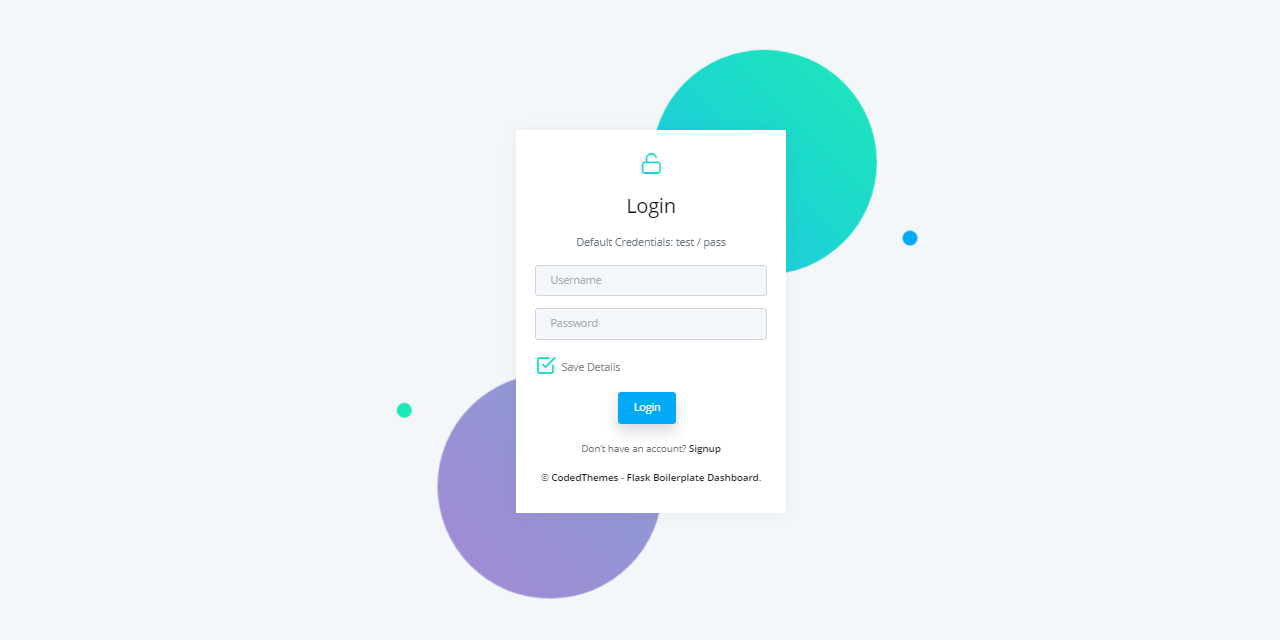 Login
Default Credentials: test / pass
Username
Password
Save Details
Login
Don't have an account? Signup
© CodedThemes - Flask Boilerplate Dashboard.